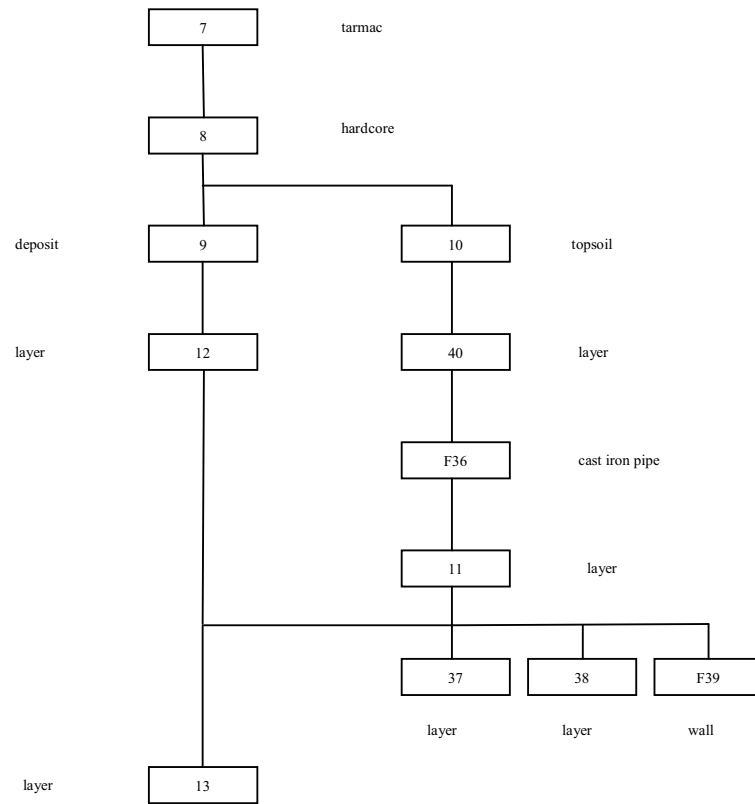 7 tarmac
8 hardcore
deposit 9 10 topsoil
layer 12 40 layer
F36 cast iron pipe
11 layer
37 38 F39
layer layer wall
layer 13